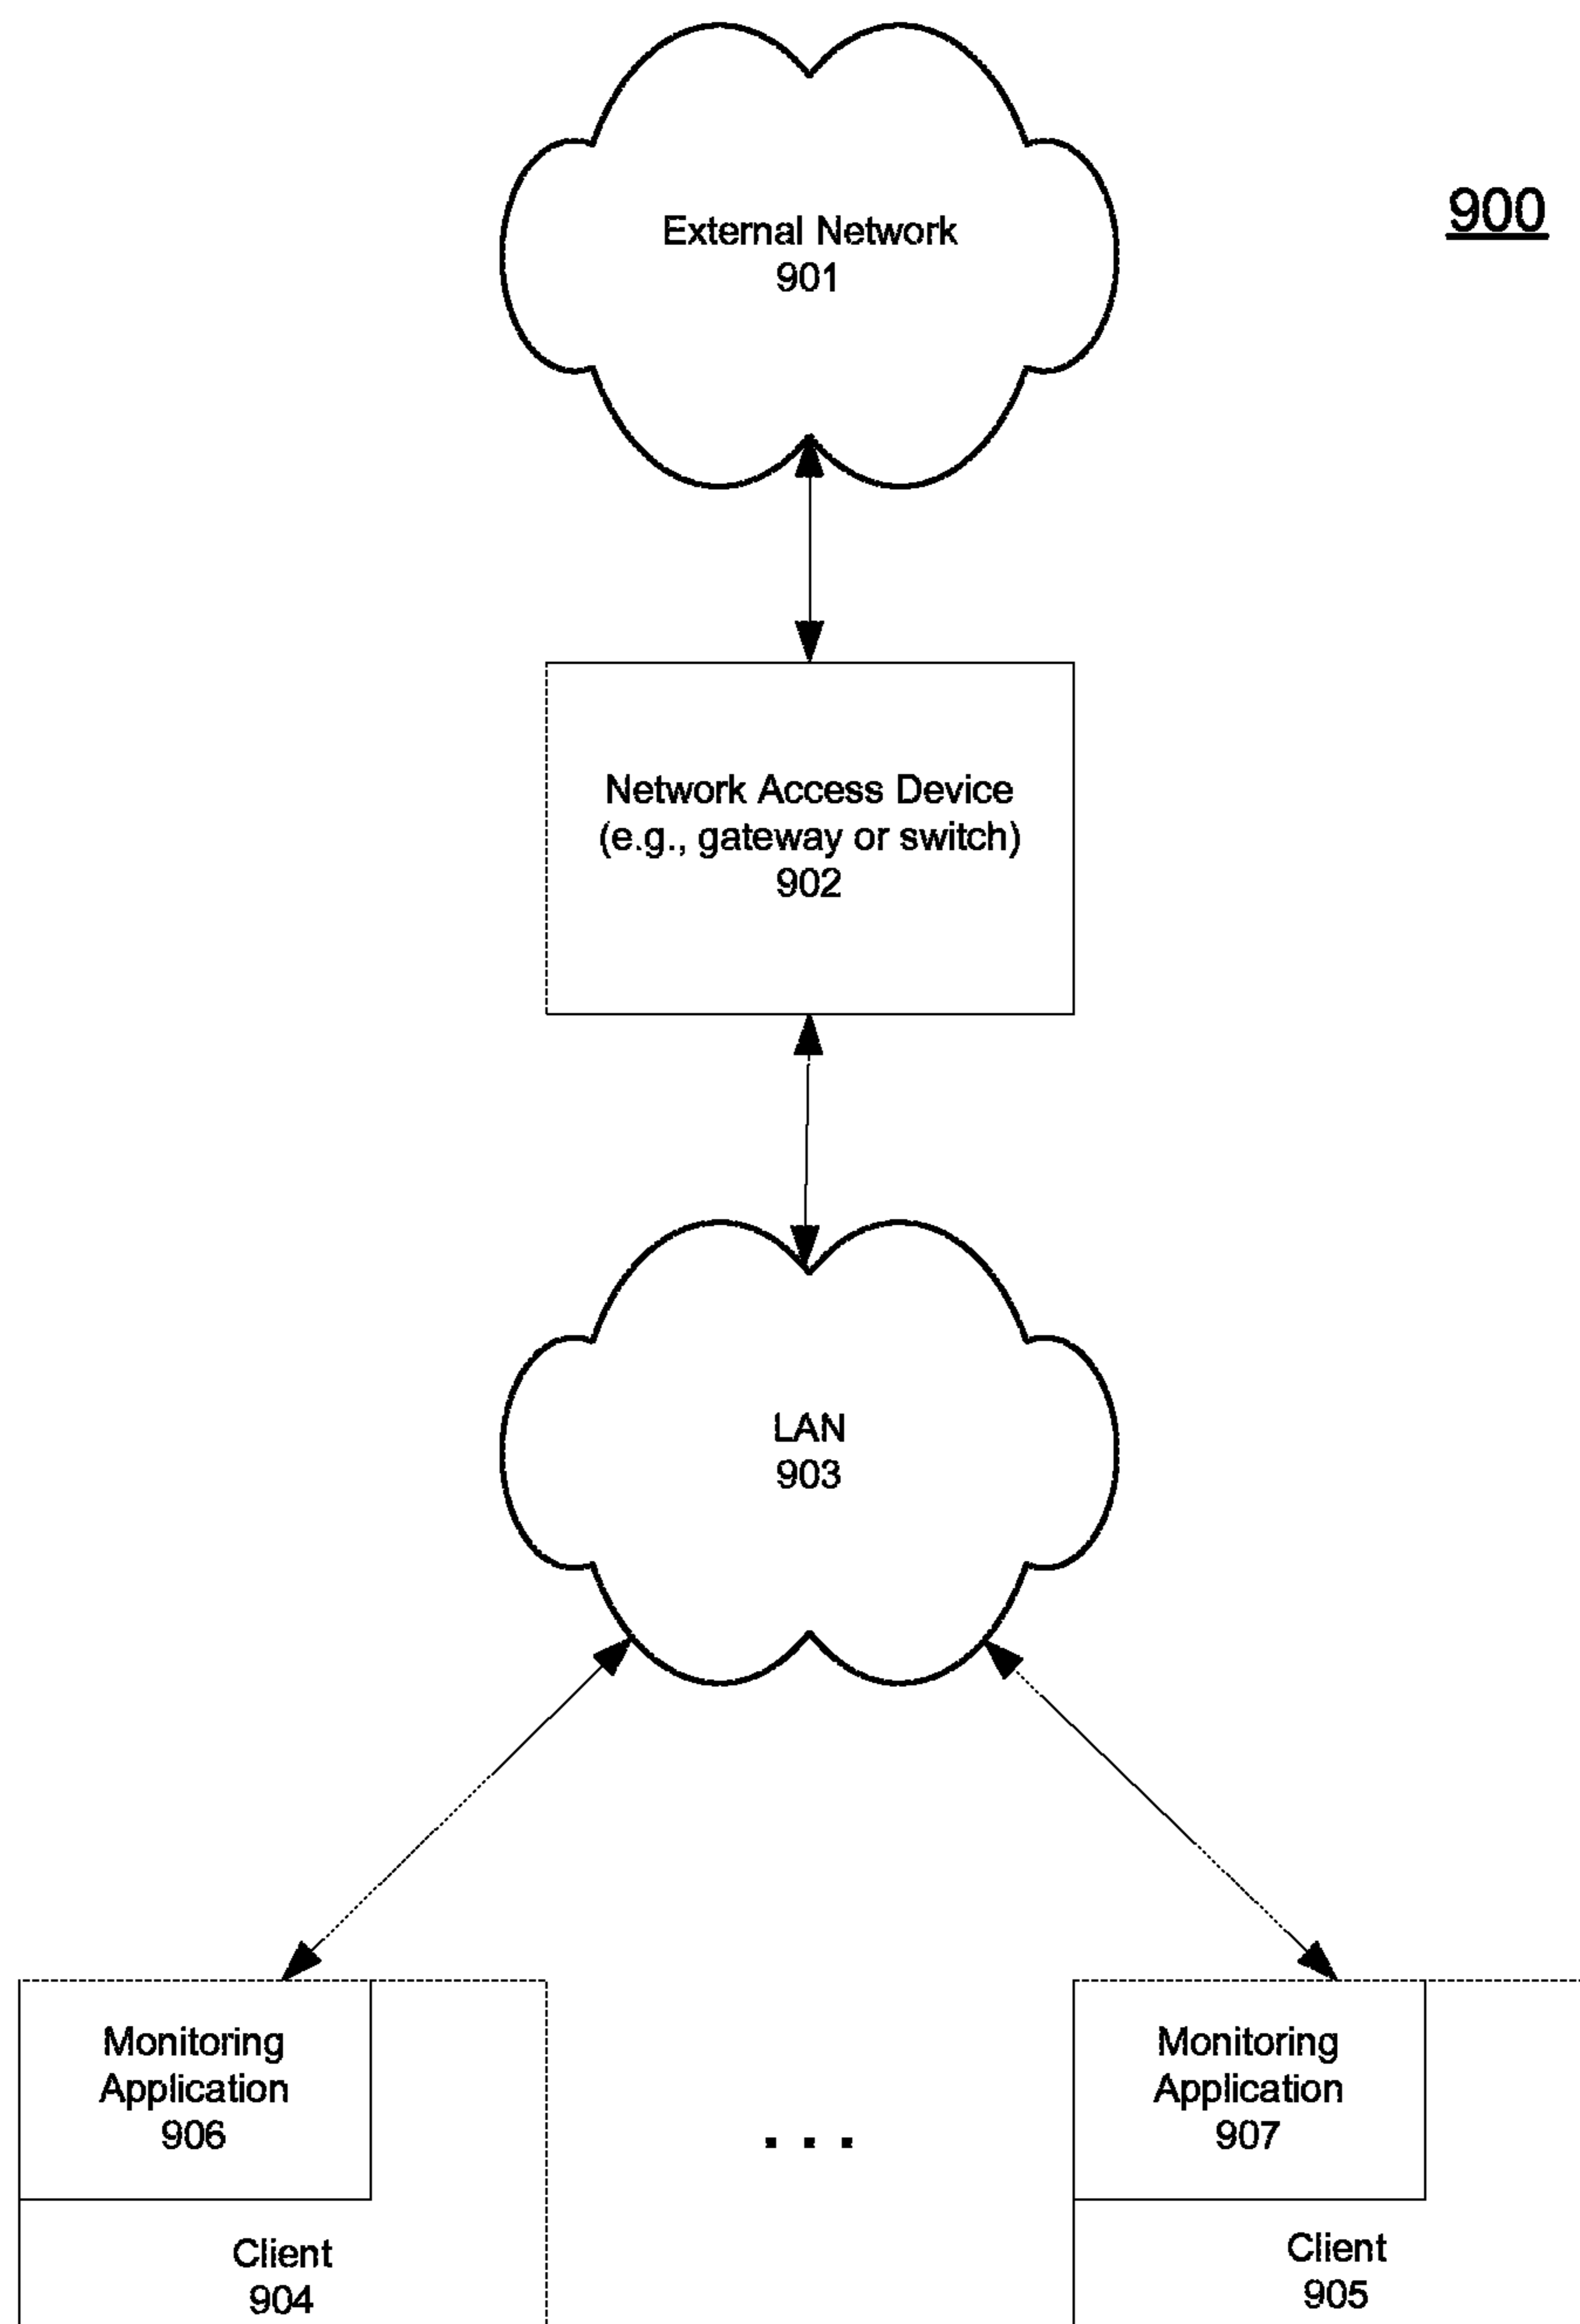 900
External Network
901
Network Access Device
(e.g., gateway or switch)
902
LAN
903
Monitoring
Application
906
Client
904
. . .
Monitoring
Application
907
Client
905